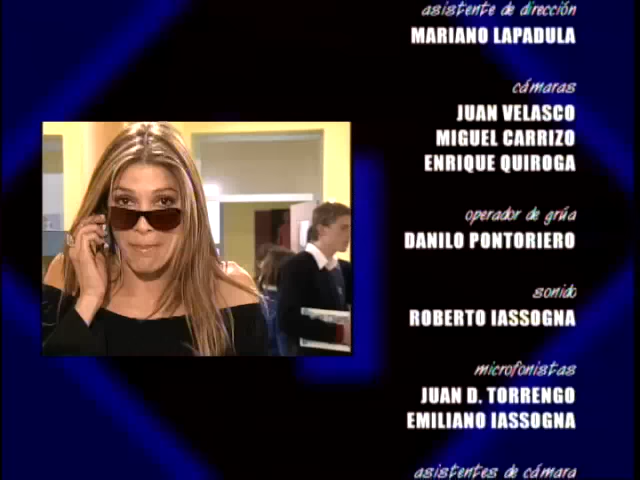 asistente de dirección
MARIANO LAPADULA
cámaras
JUAN VELASCO
MIGUEL CARRIZO
ENRIQUE QUIROGA
operador de grúa
DANILO PONTORIERO
sonido
ROBERTO IASSOGNA
microfonistas
JUAN D. TORRENGO
EMILIANO IASSOGNA
asistentes de cámara